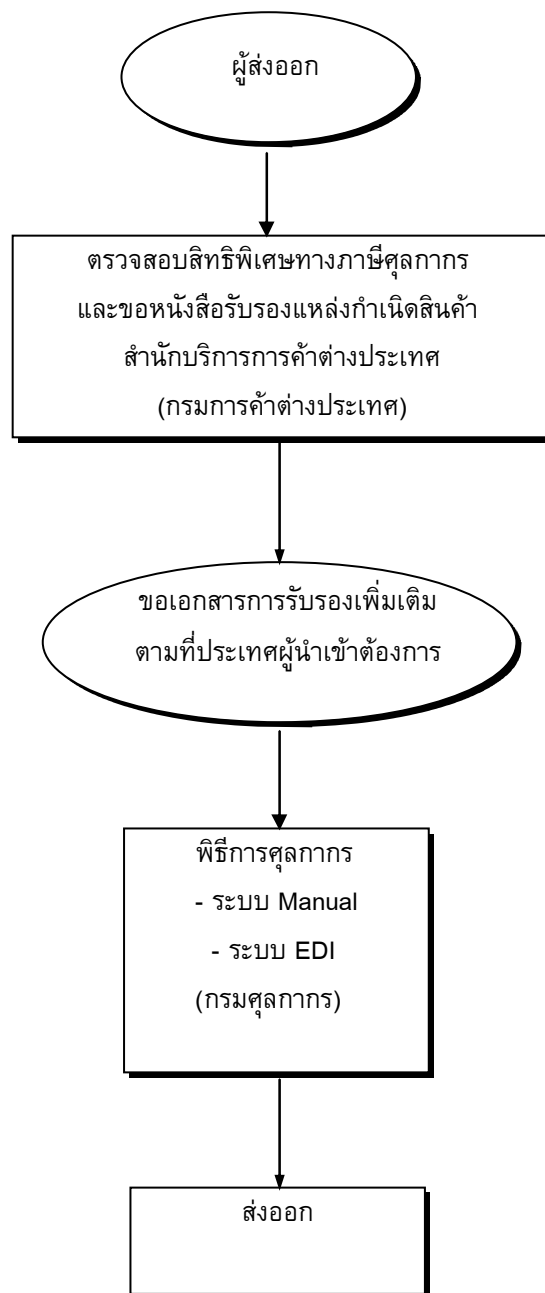 ผู้ส่งออก
ตรวจสอบสิทธิพิเศษทางภาษีศุลกากร
และขอหนังสือรับรองแหล่งกำเนิดสินค้า
สำนักบริการการค้าต่างประเทศ
(กรมการค้าต่างประเทศ)
ขอเอกสารการรับรองเพิ่มเติม
ตามที่ประเทศผู้นำเข้าต้องการ
พิธีการศุลกากร
- ระบบ Manual
- ระบบ EDI
(กรมศุลกากร)
ส่งออก